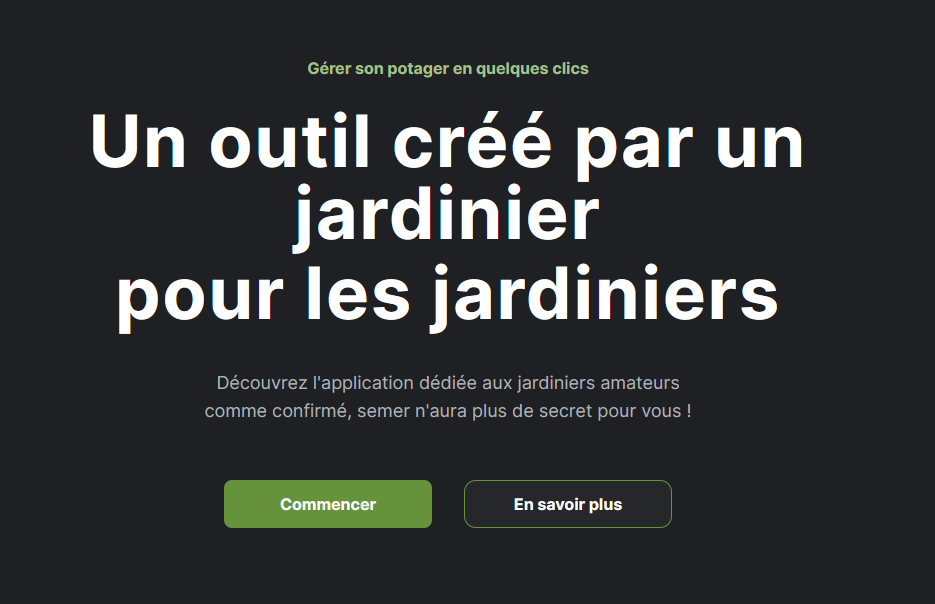 Gérer son potager en quelques clics
Un outil créé par un
jardinier
pour les jardiniers
Découvrez l'application dédiée aux jardiniers amateurs
comme confirmé, semer n'aura plus de secret pour vous !
Commencer
En savoir plus